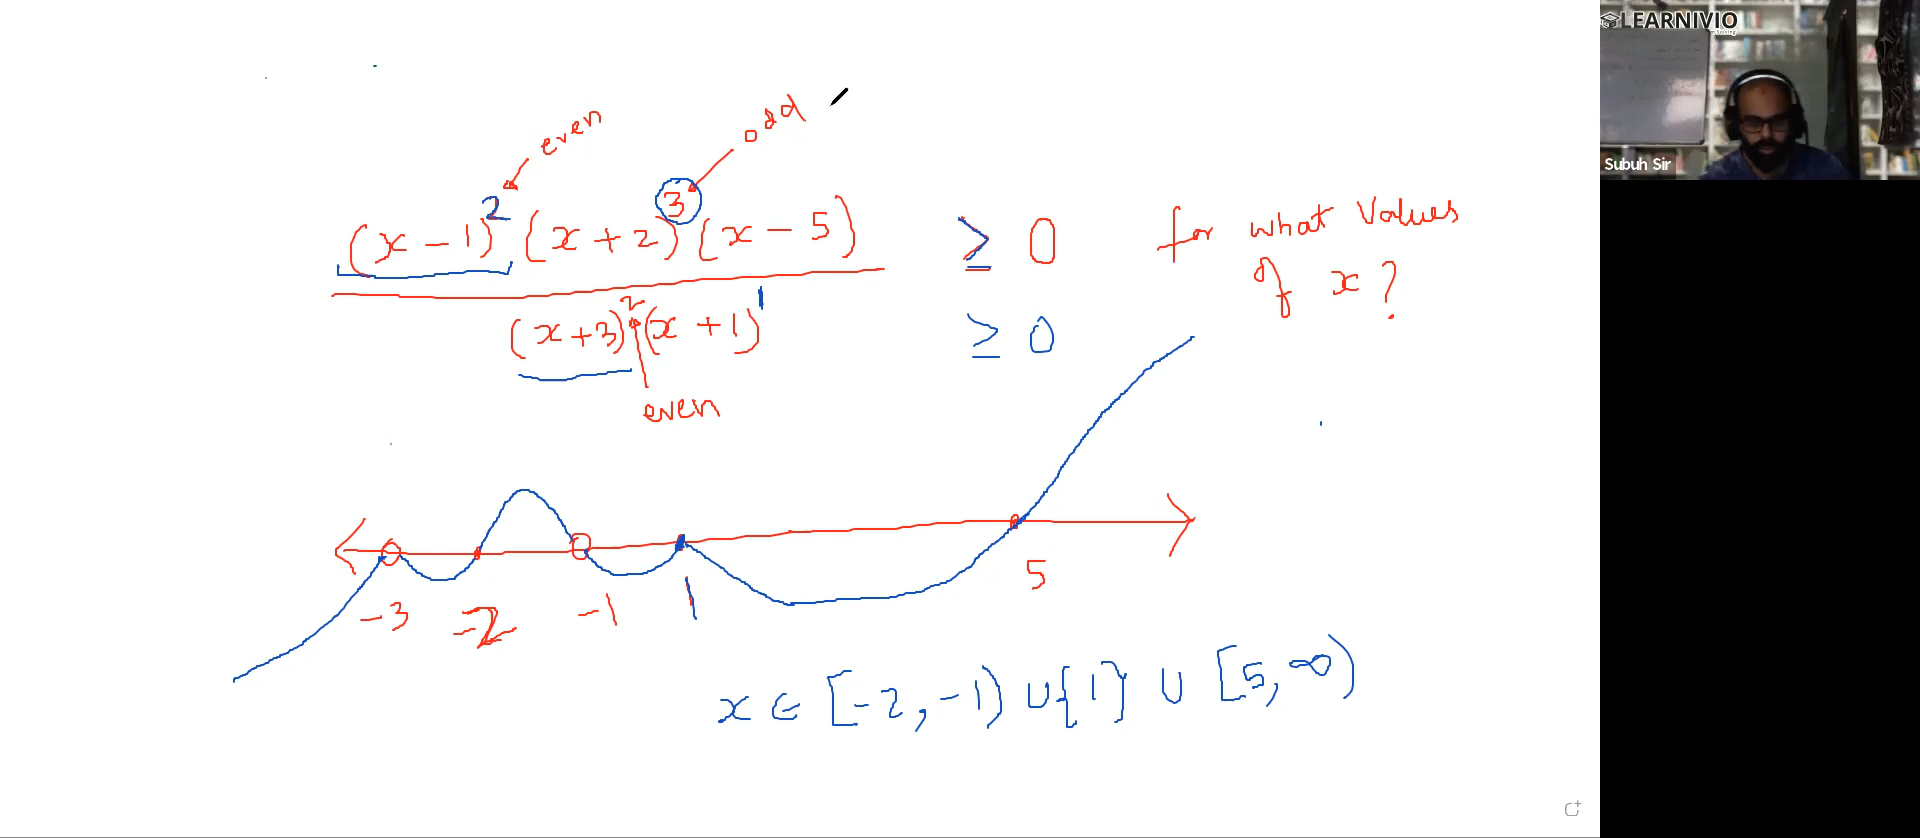 LEARNIVIO
Subuh Sir
even
odd
(x − 1)² (x + 2)³ (x − 5)
≥ 0
for what values
of x ?
(x + 3)² (x + 1)¹
≥ 0
even
−3 −2 −1 1 5
x ∈ [−2, −1) ∪ {1} ∪ [5, ∞)